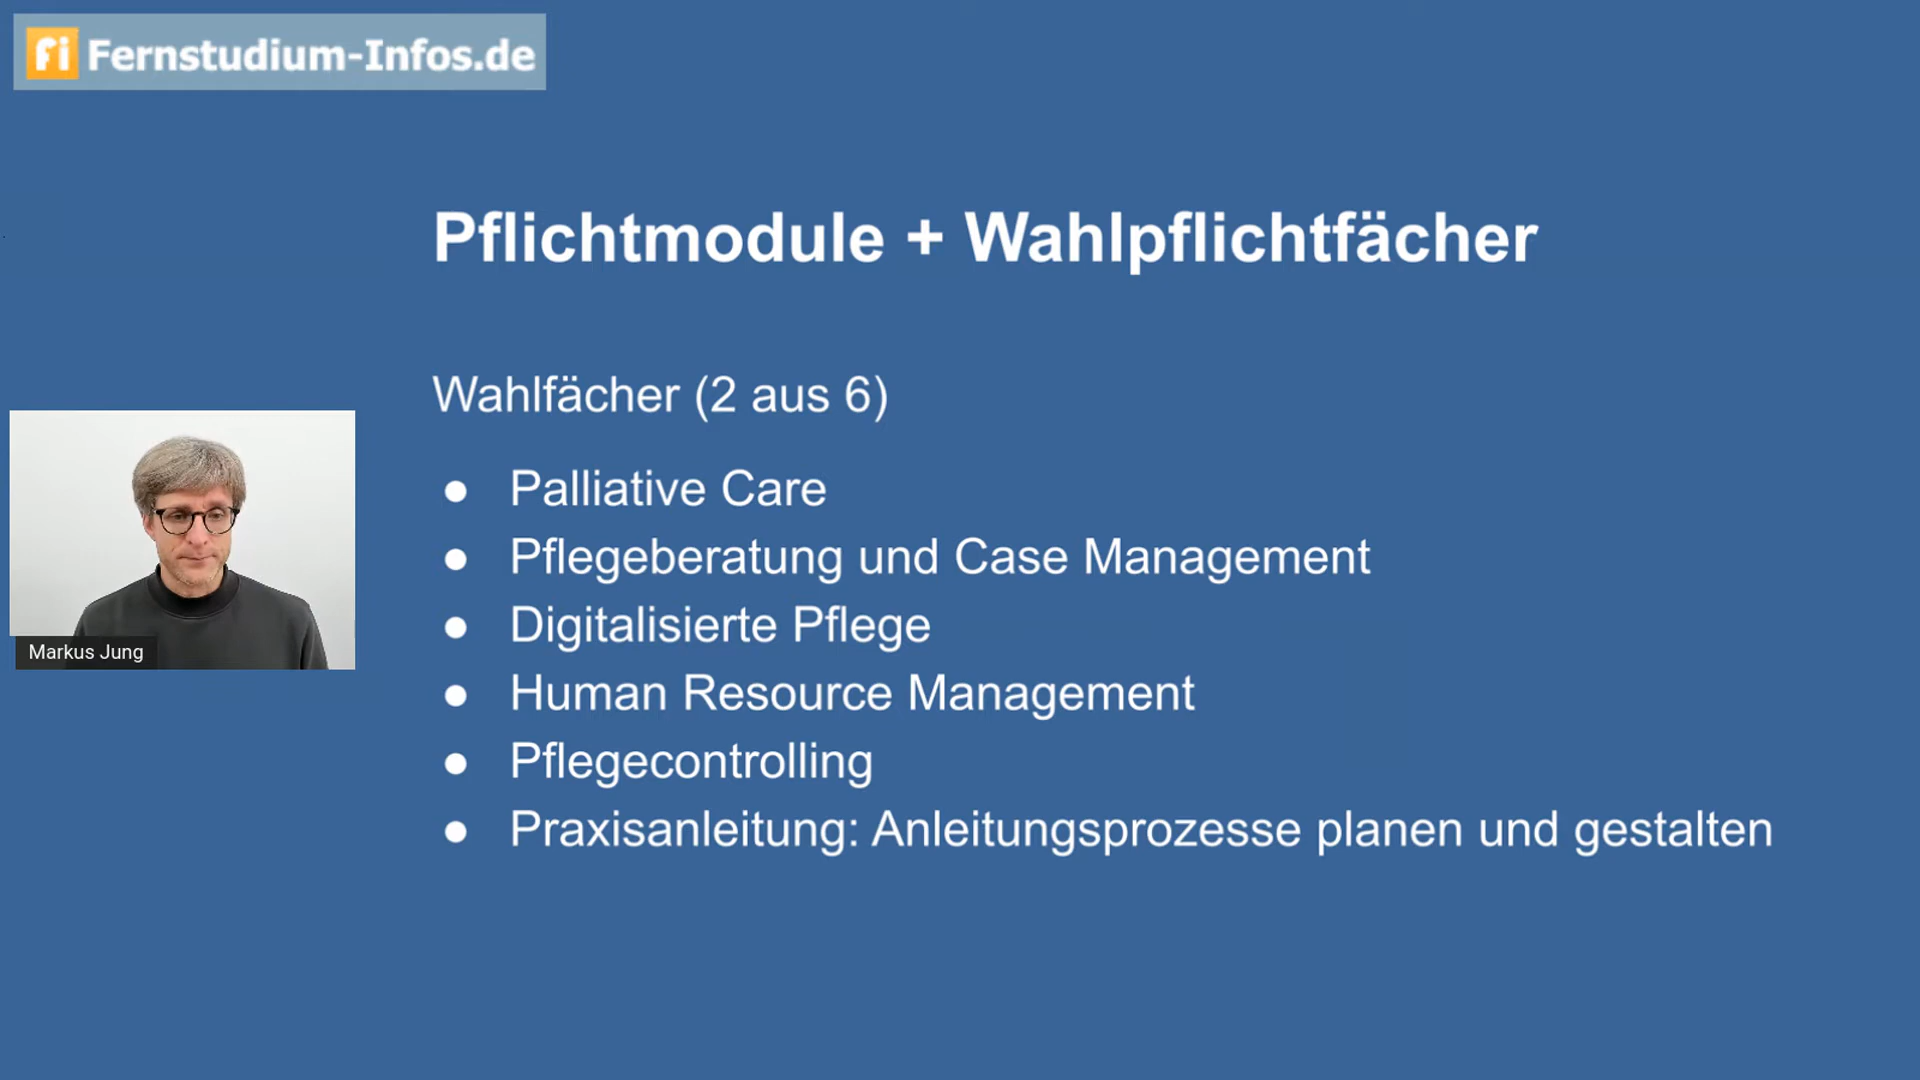 fi Fernstudium-Infos.de
Pflichtmodule + Wahlpflichtfächer
Wahlfächer (2 aus 6)
● Palliative Care
● Pflegeberatung und Case Management
● Digitalisierte Pflege
● Human Resource Management
● Pflegecontrolling
● Praxisanleitung: Anleitungsprozesse planen und gestalten
Markus Jung